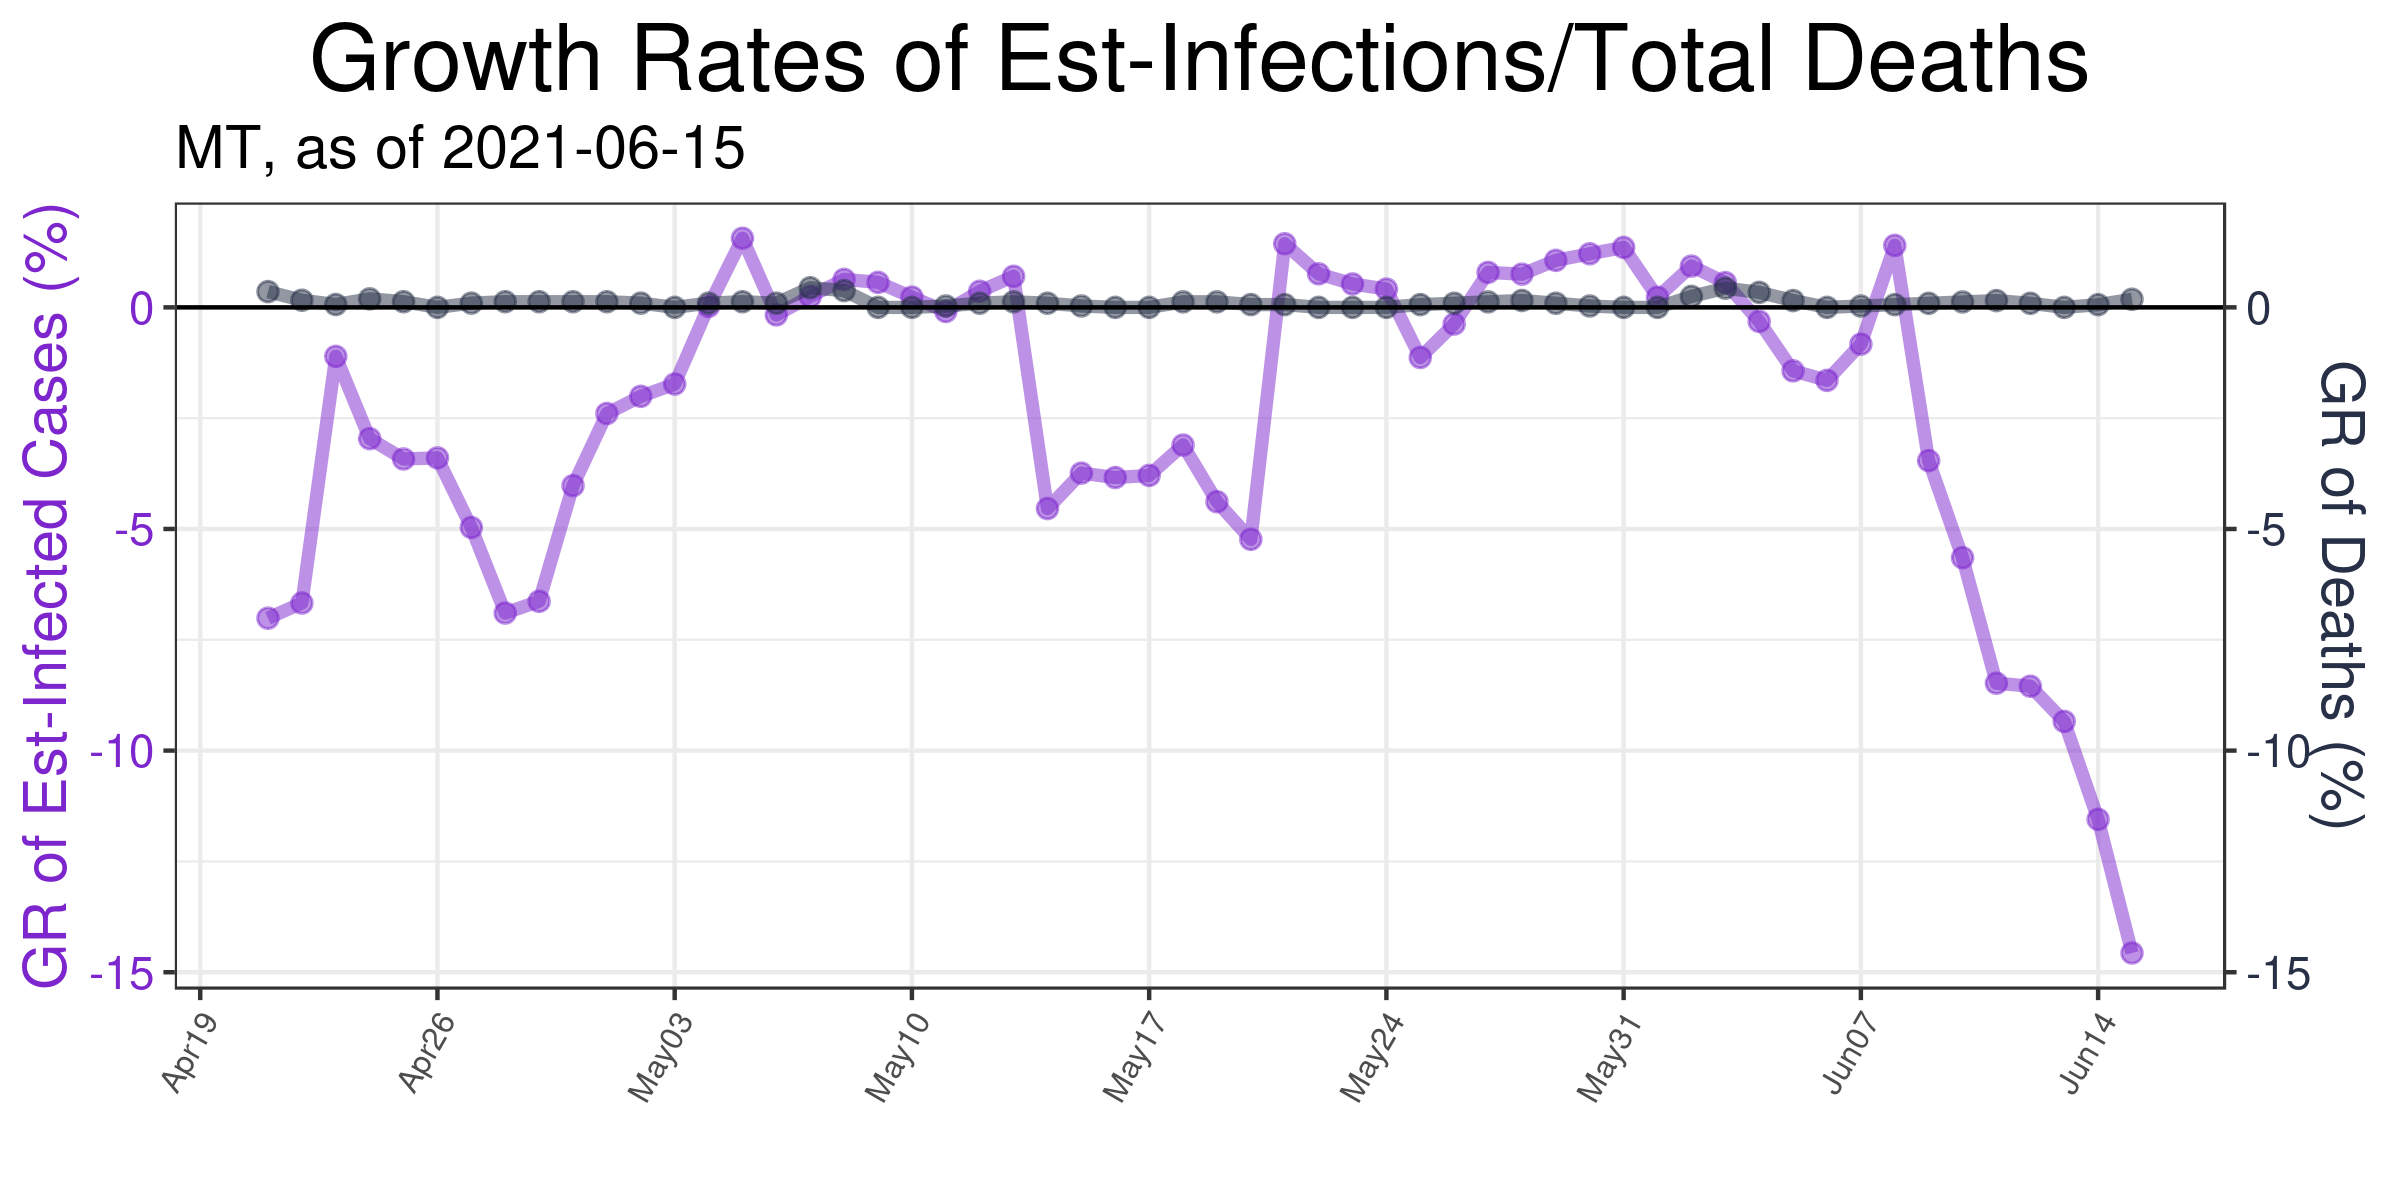 Growth Rates of Est-Infections/Total Deaths
MT, as of 2021-06-15
GR of Est-Infected Cases (%)
0
-5
-10
-15
0
-5
-10
-15
GR of Deaths (%)
Apr19
Apr26
May03
May10
May17
May24
May31
Jun07
Jun14